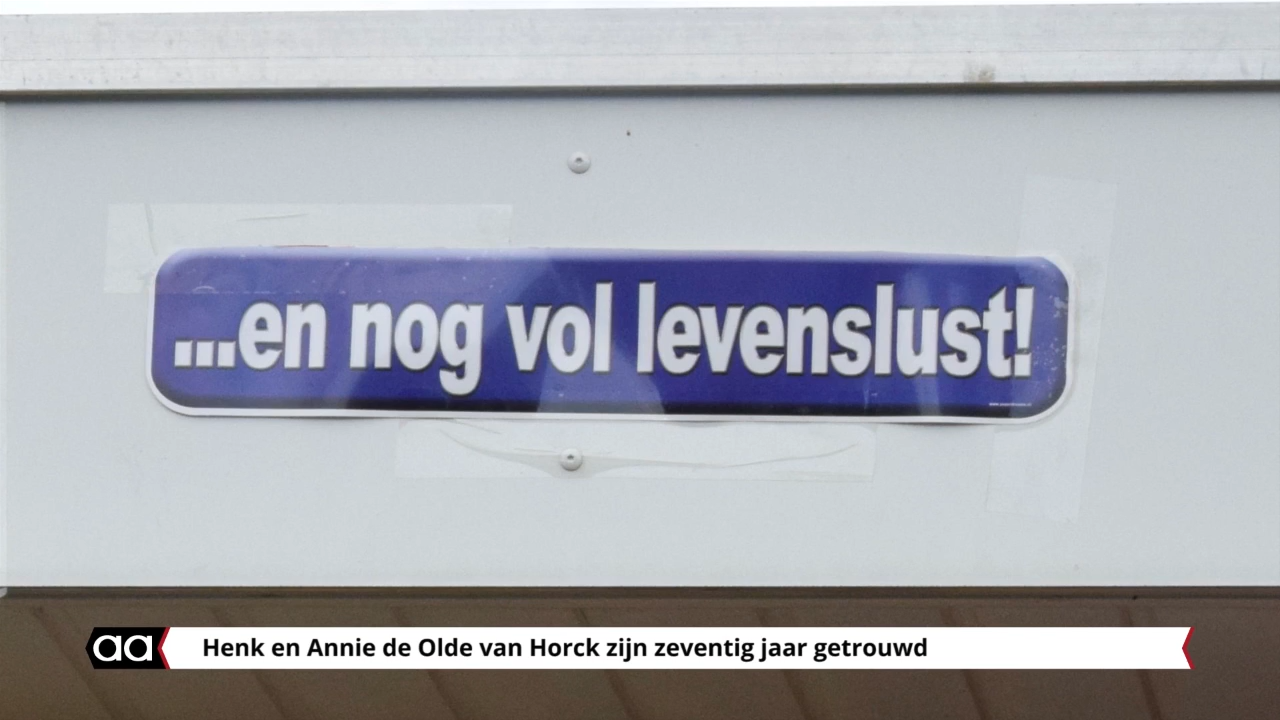 ...en nog vol levenslust!
aa
Henk en Annie de Olde van Horck zijn zeventig jaar getrouwd